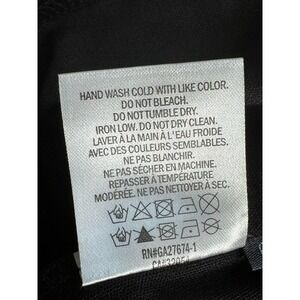 HAND WASH COLD WITH LIKE COLOR.
DO NOT BLEACH.
DO NOT TUMBLE DRY.
IRON LOW. DO NOT DRY CLEAN.
LAVER À LA MAIN À L'EAU FROIDE
AVEC DES COULEURS SEMBLABLES.
NE PAS BLANCHIR.
NE PAS SÉCHER EN MACHINE.
REPASSER À TEMPÉRATURE
MODÉRÉE. NE PAS NETTOYER À SEC.
RN#GA27674-1